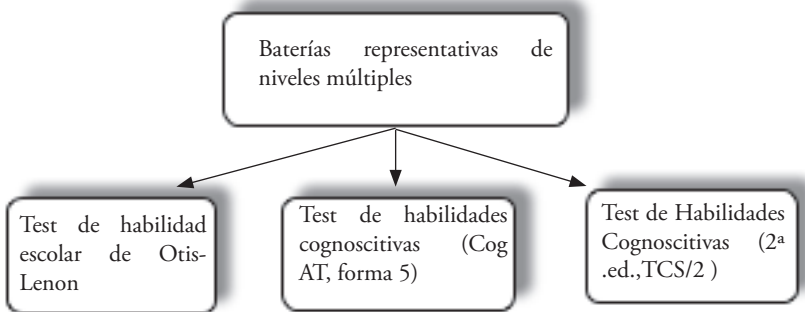 Baterías representativas de
niveles múltiples
Test de habilidad
escolar de Otis-
Lenon
Test de habilidades
cognoscitivas (Cog
AT, forma 5)
Test de Habilidades
Cognoscitivas (2ª
.ed.,TCS/2 )